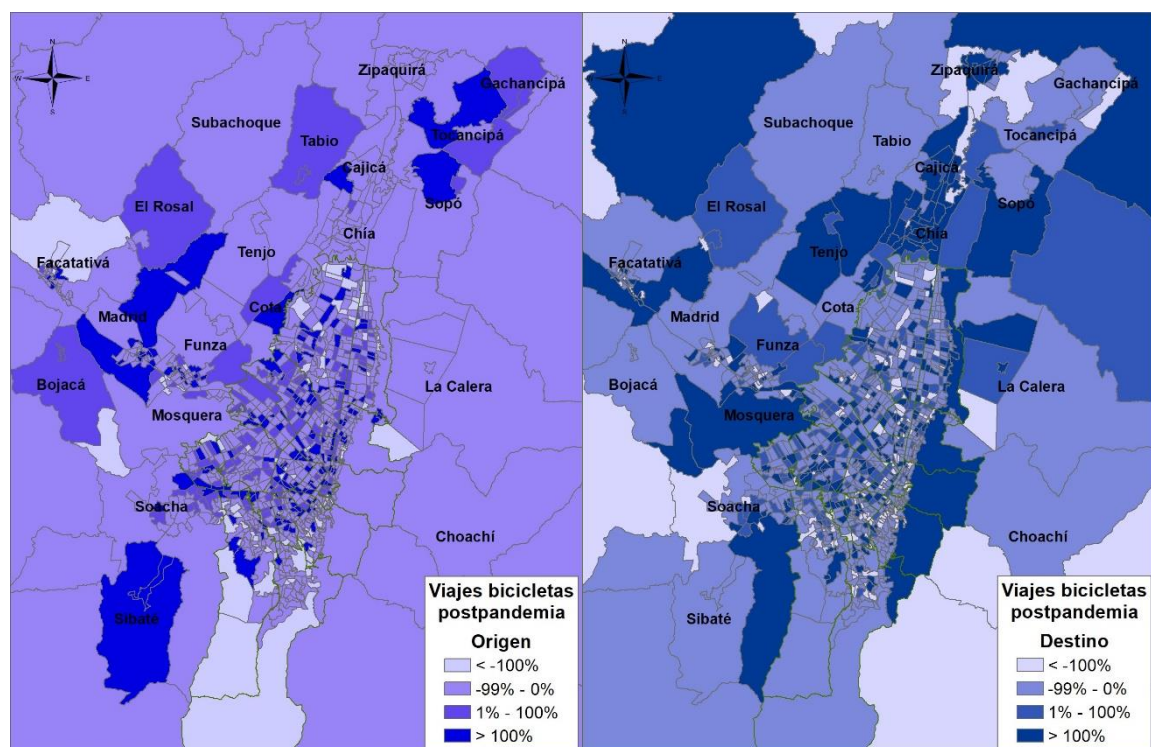 N
W E
S
Zipaquirá
Gachancipá
Subachoque
Tocancipá
Tabio
Cajicá
El Rosal
Sopó
Chía
Tenjo
Facatativá
Cota
Madrid
Funza
Bojacá
La Calera
Mosquera
Soacha
Choachí
Sibaté
Viajes bicicletas
postpandemia
Origen
< -100%
-99% - 0%
1% - 100%
> 100%
N
W E
S
Zipaquirá
Gachancipá
Subachoque
Tocancipá
Tabio
Cajicá
El Rosal
Sopó
Chía
Tenjo
Facatativá
Cota
Madrid
Funza
Bojacá
La Calera
Mosquera
Soacha
Choachí
Sibaté
Viajes bicicletas
postpandemia
Destino
< -100%
-99% - 0%
1% - 100%
> 100%